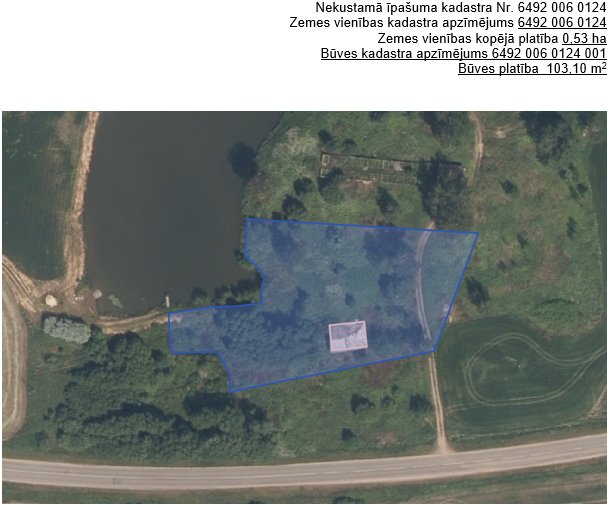 Nekustamā īpašuma kadastra Nr. 6492 006 0124
Zemes vienības kadastra apzīmējums 6492 006 0124
Zemes vienības kopējā platība 0,53 ha
Būves kadastra apzīmējums 6492 006 0124 001
Būves platība 103,10 m²